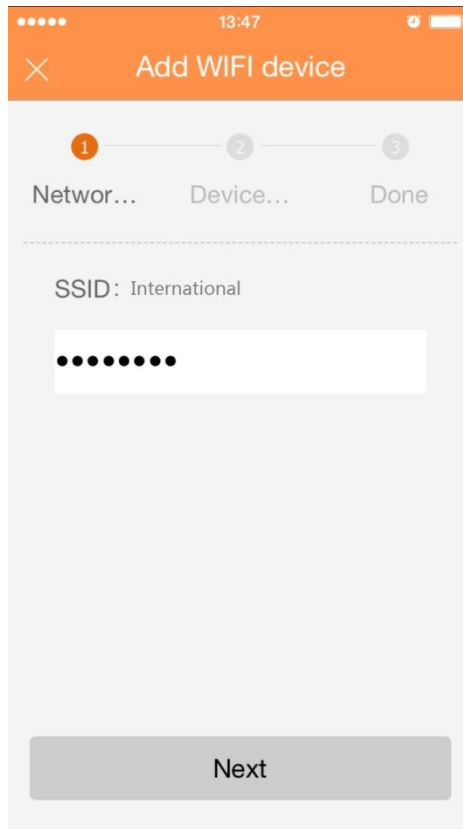 13:47
Add WIFI device
1 2 3
Networ... Device... Done
SSID: International
••••••••
Next